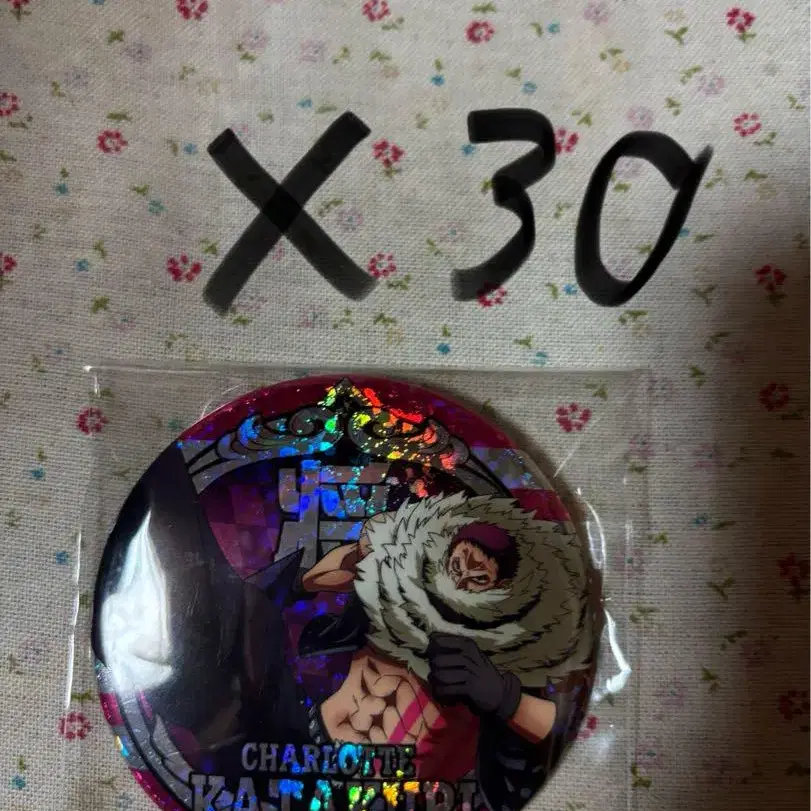 X 30
CHARLOTTE
KATAKURI